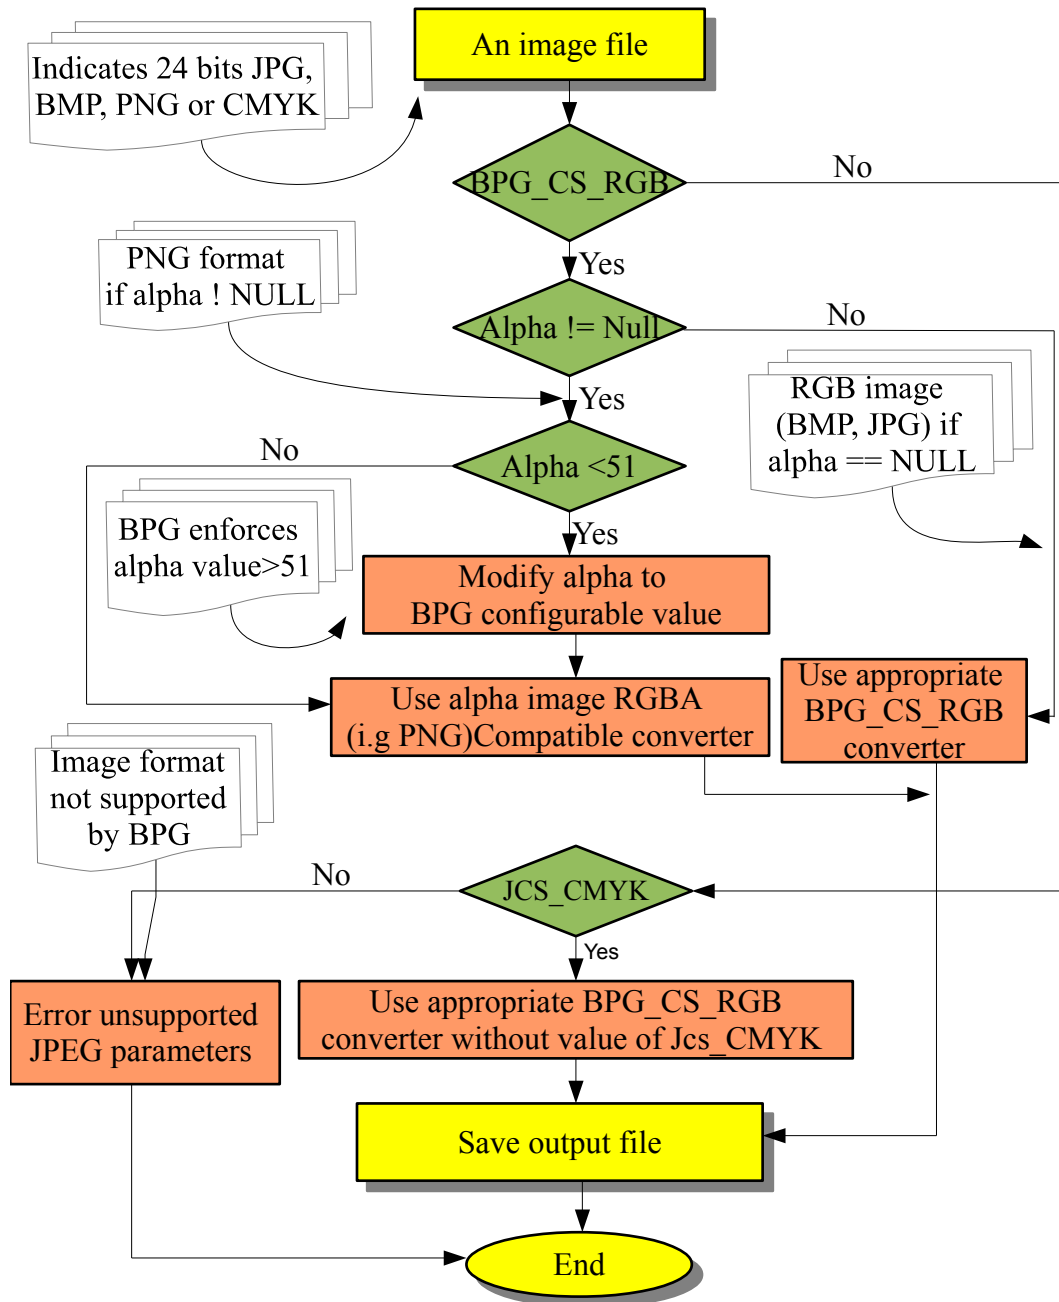 An image file
Indicates 24 bits JPG,
BMP, PNG or CMYK
BPG_CS_RGB
No
Yes
PNG format
if alpha ! NULL
Alpha != Null
No
Yes
RGB image
(BMP, JPG) if
alpha == NULL
Alpha <51
No
Yes
BPG enforces
alpha value>51
Modify alpha to
BPG configurable value
Use alpha image RGBA
(i.g PNG)Compatible converter
Use appropriate
BPG_CS_RGB
converter
Image format
not supported
by BPG
JCS_CMYK
No
Yes
Error unsupported
JPEG parameters
Use appropriate BPG_CS_RGB
converter without value of Jcs_CMYK
Save output file
End